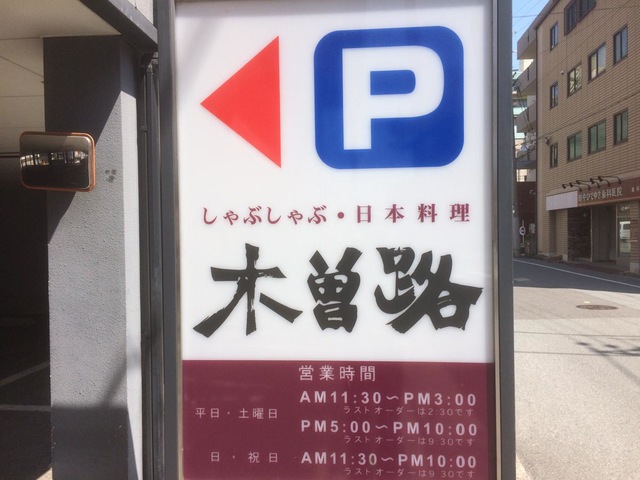 P
しゃぶしゃぶ・日本料理
木曽路
営業時間
平日・土曜日
AM11:30～PM3:00
ラストオーダーは2:30です
PM5:00～PM10:00
ラストオーダーは9:30です
日・祝日
AM11:30～PM10:00
ラストオーダーは9:30です